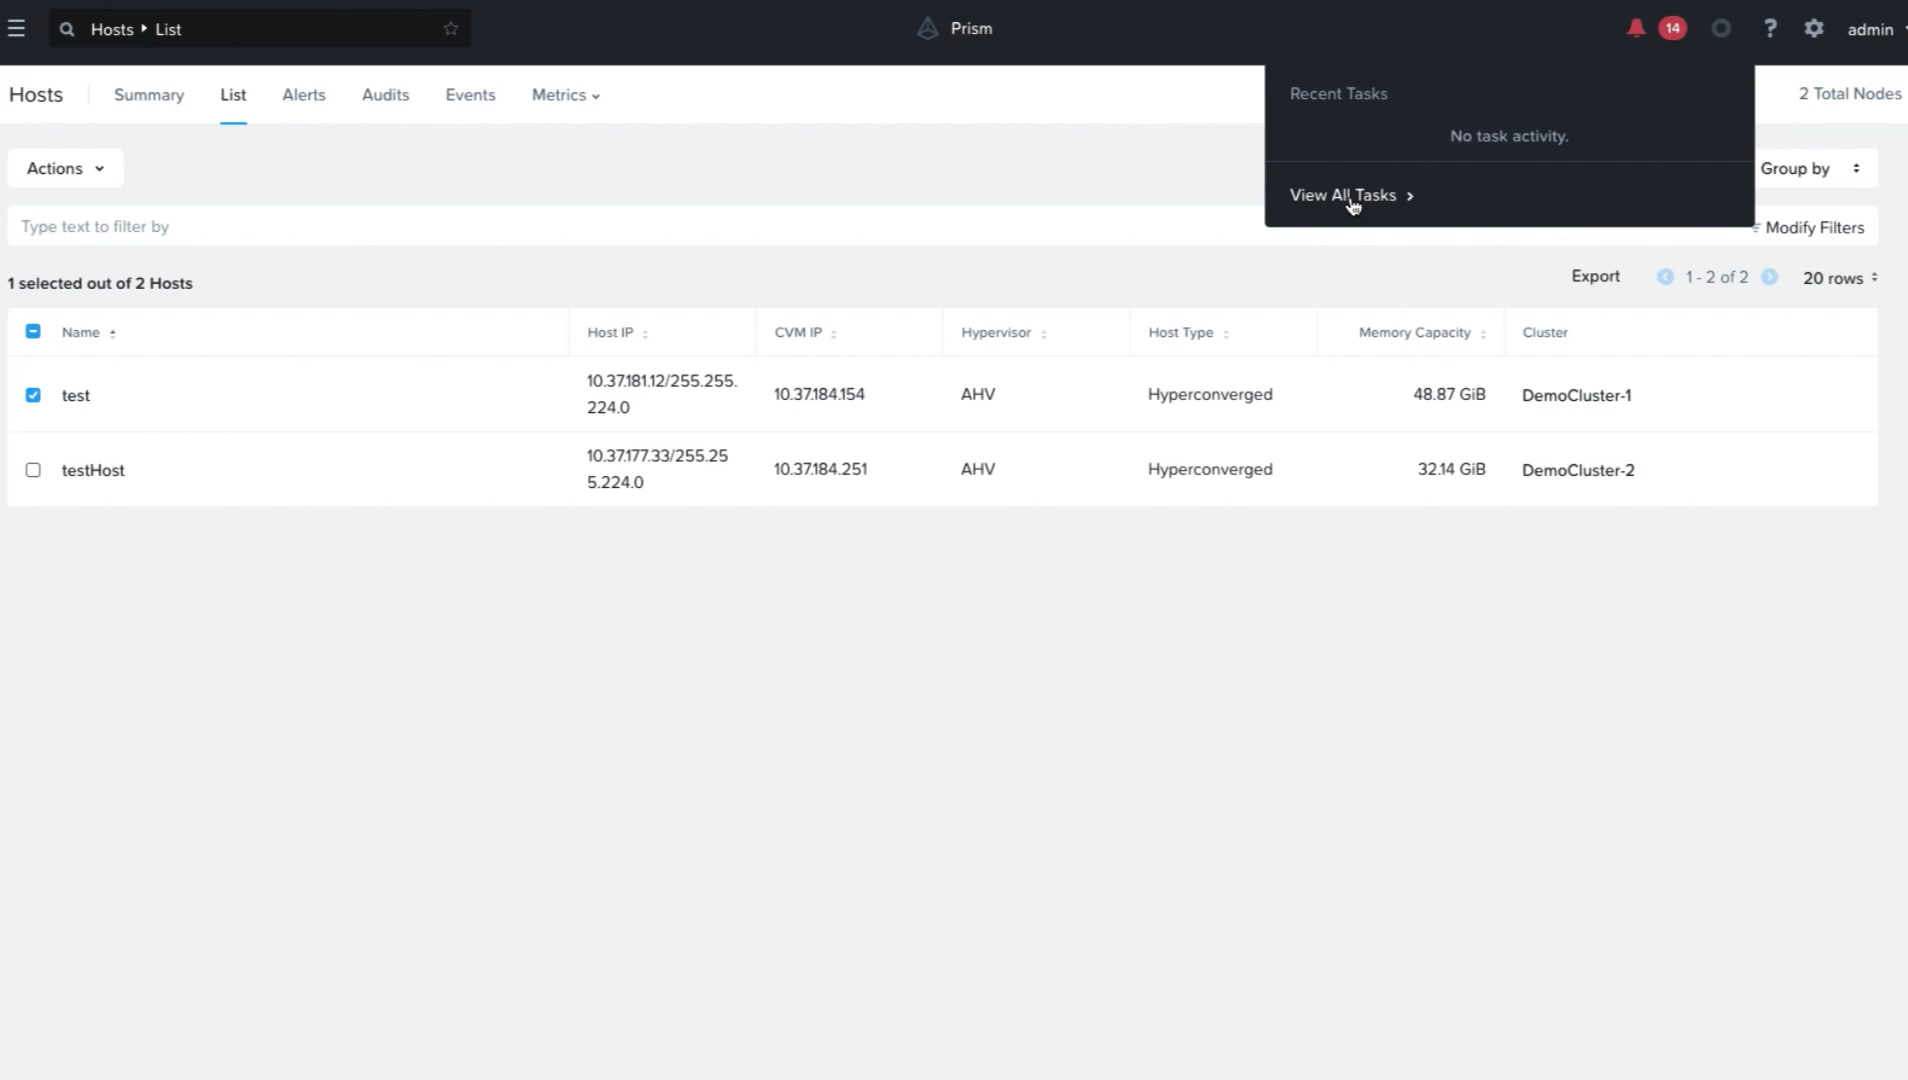 Hosts ▸ List
Prism
14
?
admin
Hosts
Summary
List
Alerts
Audits
Events
Metrics
Recent Tasks
No task activity.
View All Tasks
2 Total Nodes
Actions
Group by
Type text to filter by
Modify Filters
1 selected out of 2 Hosts
Export
1 - 2 of 2
20 rows
Name
Host IP
CVM IP
Hypervisor
Host Type
Memory Capacity
Cluster
test
10.37.181.12/255.255.
224.0
10.37.184.154
AHV
Hyperconverged
48.87 GiB
DemoCluster-1
testHost
10.37.177.33/255.25
5.224.0
10.37.184.251
AHV
Hyperconverged
32.14 GiB
DemoCluster-2